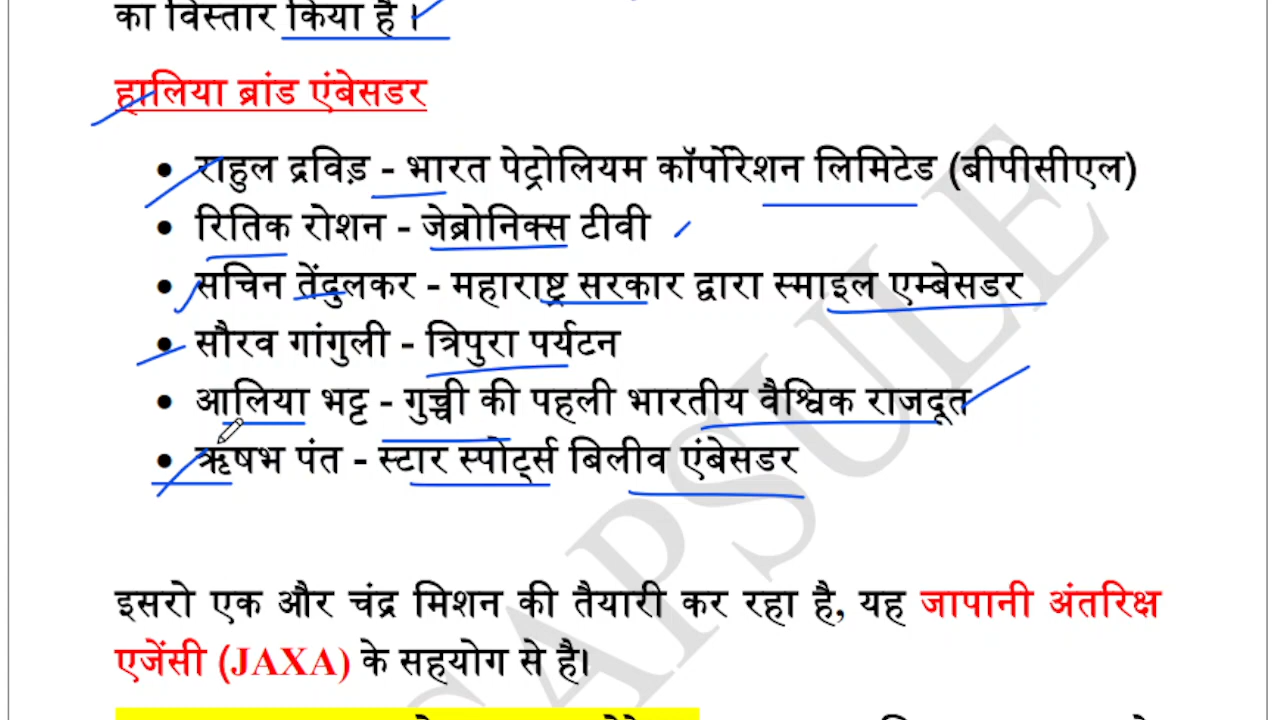 का विस्तार किया है।
हालिया ब्रांड एंबेसडर
• राहुल द्रविड़ - भारत पेट्रोलियम कॉर्पोरेशन लिमिटेड (बीपीसीएल)
• रितिक रोशन - जेब्रोनिक्स टीवी
• सचिन तेंदुलकर - महाराष्ट्र सरकार द्वारा स्माइल एम्बेसडर
• सौरव गांगुली - त्रिपुरा पर्यटन
• आलिया भट्ट - गुच्ची की पहली भारतीय वैश्विक राजदूत
• ऋषभ पंत - स्टार स्पोर्ट्स बिलीव एंबेसडर
इसरो एक और चंद्र मिशन की तैयारी कर रहा है, यह जापानी अंतरिक्ष
एजेंसी (JAXA) के सहयोग से है।
CAPSULE